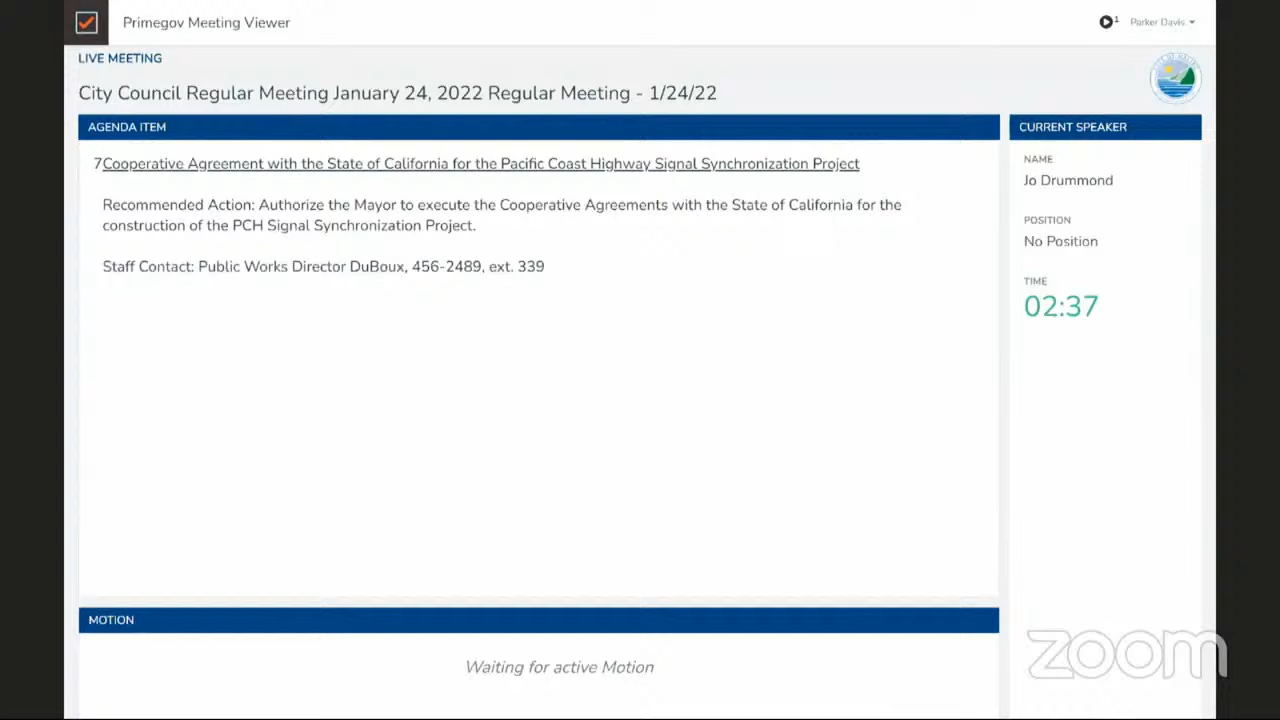 Primegov Meeting Viewer
1
Parker Davis
LIVE MEETING
City Council Regular Meeting January 24, 2022 Regular Meeting - 1/24/22
AGENDA ITEM
7Cooperative Agreement with the State of California for the Pacific Coast Highway Signal Synchronization Project
Recommended Action: Authorize the Mayor to execute the Cooperative Agreements with the State of California for the
construction of the PCH Signal Synchronization Project.
Staff Contact: Public Works Director DuBoux, 456-2489, ext. 339
CURRENT SPEAKER
NAME
Jo Drummond
POSITION
No Position
TIME
02:37
MOTION
Waiting for active Motion
zoom